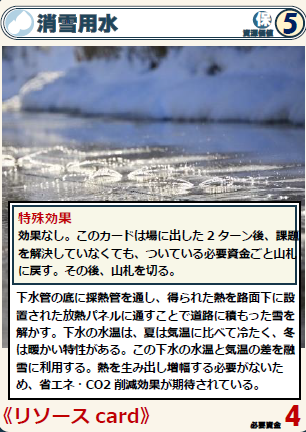 消雪用水
保
資源価値
5
特殊効果
効果なし。このカードは場に出した 2 ターン後、課題
を解決していなくても、ついている必要資金ごと山札
に戻す。その後、山札を切る。
下水管の底に採熱管を通し、得られた熱を路面下に設
置された放熱パネルに通すことで道路に積もった雪を
解かす。下水の水温は、夏は気温に比べて冷たく、冬
は暖かい特性がある。この下水の水温と気温の差を融
雪に利用する。熱を生み出し増幅する必要がないた
め、省エネ・CO2 削減効果が期待されている。
《リソース card》
必要資金 4